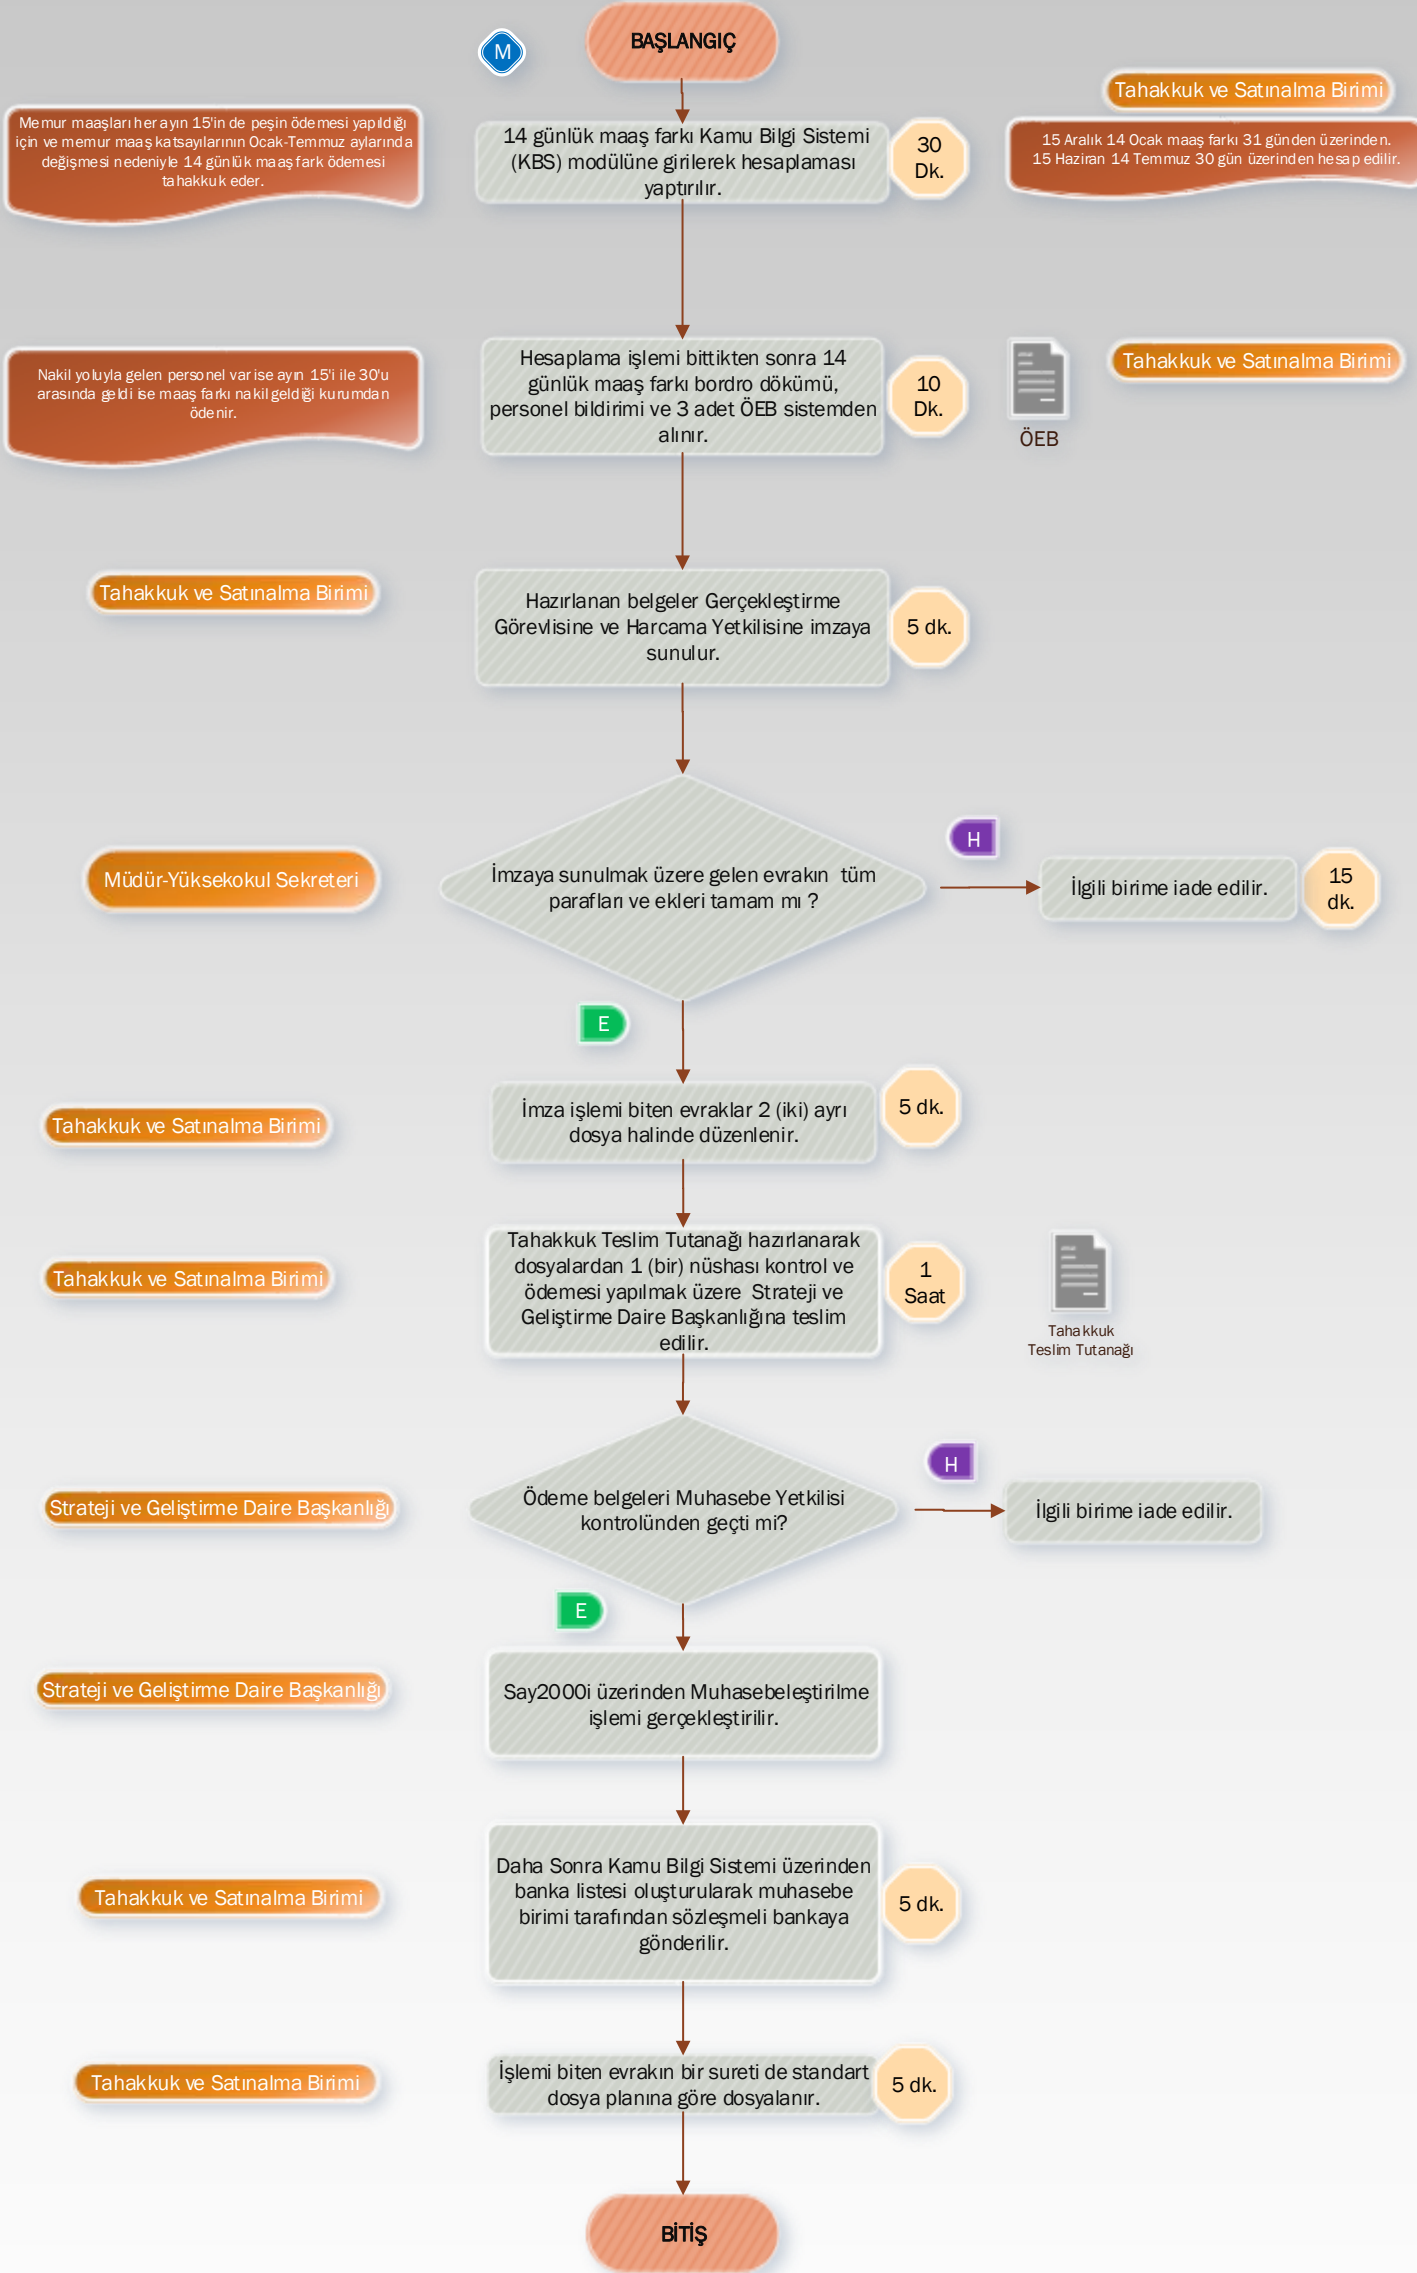 M
BAŞLANGIÇ
Tahakkuk ve Satınalma Birimi
Memur maaşları her ayın 15'in de peşin ödemesi yapıldığı
için ve memur maaş katsayılarının Ocak-Temmuz aylarında
değişmesi nedeniyle 14 günlük maaş fark ödemesi
tahakkuk eder.
14 günlük maaş farkı Kamu Bilgi Sistemi
(KBS) modülüne girilerek hesaplaması
yaptırılır.
30
Dk.
15 Aralık 14 Ocak maaş farkı 31 günden üzerinden.
15 Haziran 14 Temmuz 30 gün üzerinden hesap edilir.
Nakil yoluyla gelen personel var ise ayın 15'i ile 30'u
arasında geldi ise maaş farkı nakil geldiği kurumdan
ödenir.
Hesaplama işlemi bittikten sonra 14
günlük maaş farkı bordro dökümü,
personel bildirimi ve 3 adet ÖEB sistemden
alınır.
10
Dk.
ÖEB
Tahakkuk ve Satınalma Birimi
Tahakkuk ve Satınalma Birimi
Hazırlanan belgeler Gerçekleştirme
Görevlisine ve Harcama Yetkilisine imzaya
sunulur.
5 dk.
Müdür-Yüksekokul Sekreteri
İmzaya sunulmak üzere gelen evrakın tüm
parafları ve ekleri tamam mı ?
H
İlgili birime iade edilir.
15
dk.
E
Tahakkuk ve Satınalma Birimi
İmza işlemi biten evraklar 2 (iki) ayrı
dosya halinde düzenlenir.
5 dk.
Tahakkuk ve Satınalma Birimi
Tahakkuk Teslim Tutanağı hazırlanarak
dosyalardan 1 (bir) nüshası kontrol ve
ödemesi yapılmak üzere Strateji ve
Geliştirme Daire Başkanlığına teslim
edilir.
1
Saat
Tahakkuk
Teslim Tutanağı
Strateji ve Geliştirme Daire Başkanlığı
Ödeme belgeleri Muhasebe Yetkilisi
kontrolünden geçti mi?
H
İlgili birime iade edilir.
E
Strateji ve Geliştirme Daire Başkanlığı
Say2000i üzerinden Muhasebeleştirilme
işlemi gerçekleştirilir.
Tahakkuk ve Satınalma Birimi
Daha Sonra Kamu Bilgi Sistemi üzerinden
banka listesi oluşturularak muhasebe
birimi tarafından sözleşmeli bankaya
gönderilir.
5 dk.
Tahakkuk ve Satınalma Birimi
İşlemi biten evrakın bir sureti de standart
dosya planına göre dosyalanır.
5 dk.
BİTİŞ